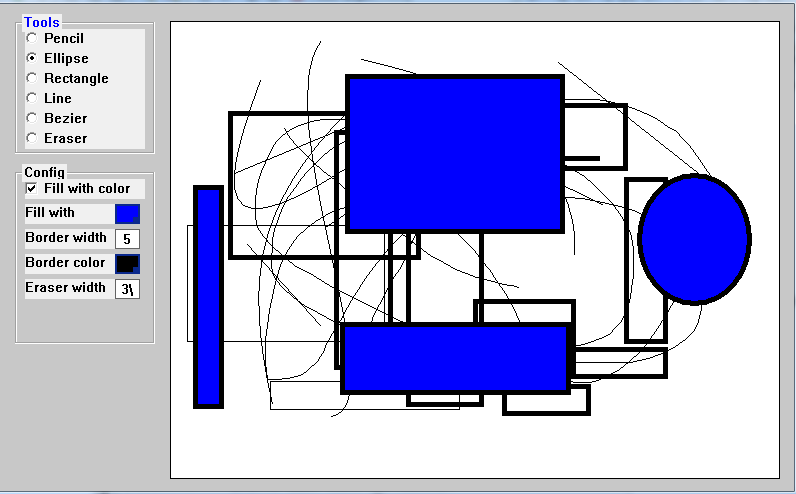 Tools
Pencil
Ellipse
Rectangle
Line
Bezier
Eraser
Config
Fill with color
Fill with
Border width 5
Border color
Eraser width 3\